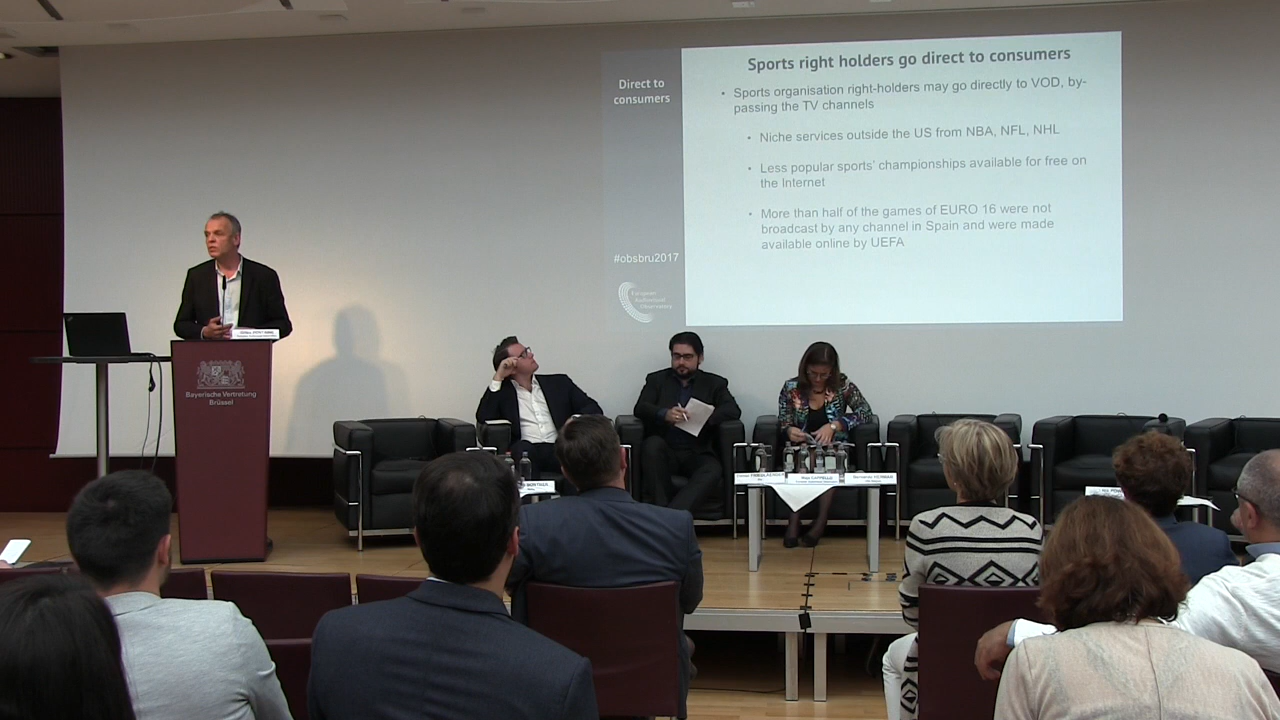 Sports right holders go direct to consumers
Direct to
consumers
• Sports organisation right-holders may go directly to VOD, by-
passing the TV channels
• Niche services outside the US from NBA, NFL, NHL
• Less popular sports' championships available for free on
the Internet
• More than half of the games of EURO 16 were not
broadcast by any channel in Spain and were made
available online by UEFA
#obsbru2017
European
Audiovisual
Observatory
Bayerische Vertretung
Brüssel